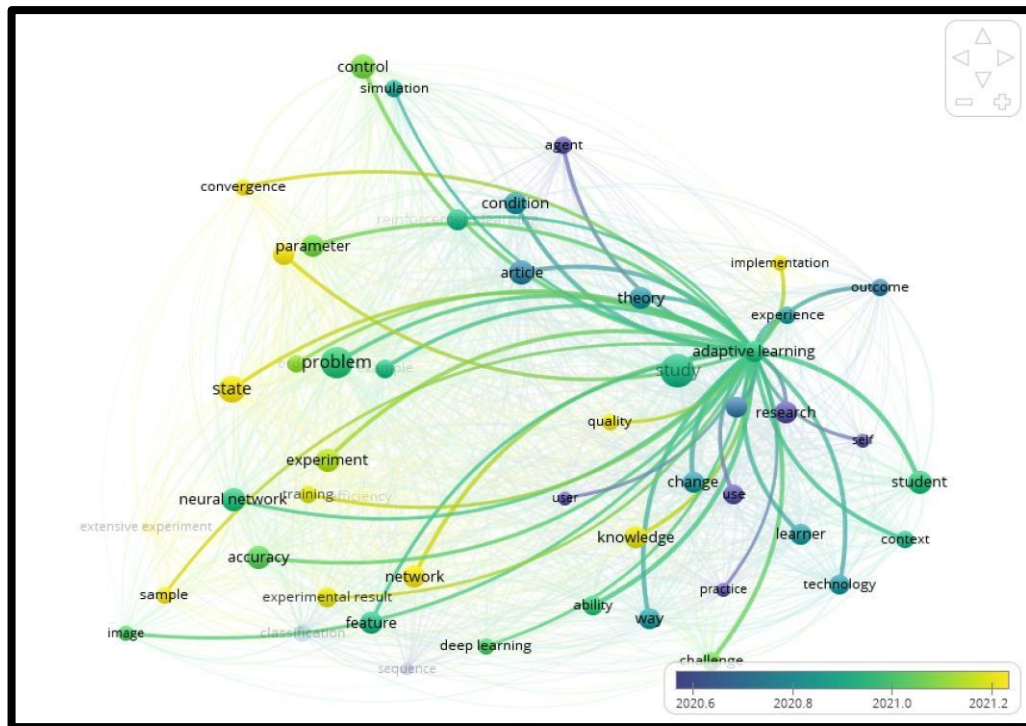 control
simulation
agent
convergence
condition
parameter
article
theory
implementation
outcome
experience
adaptive learning
problem
example
study
state
quality
research
self
experiment
neural network
training
efficiency
user
change
use
student
extensive experiment
knowledge
learner
context
accuracy
network
technology
practice
sample
experimental result
ability
way
feature
image
classification
deep learning
sequence
challenge
2020.6 2020.8 2021.0 2021.2